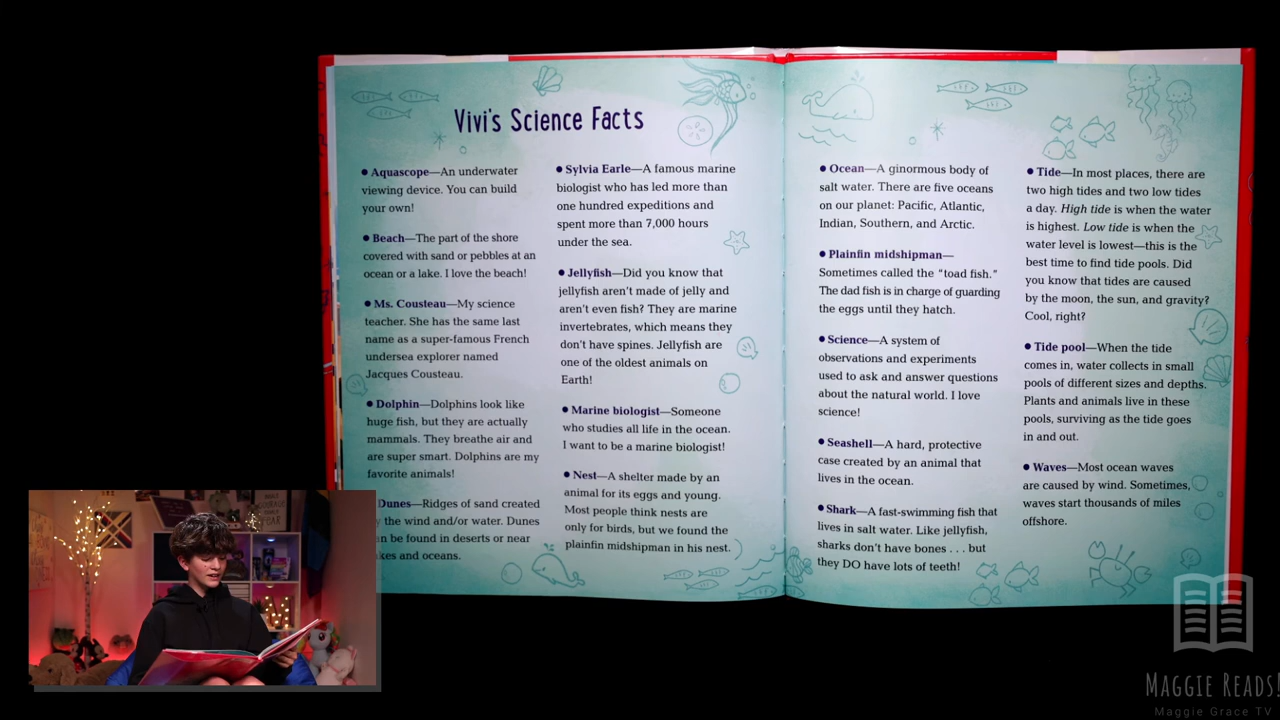 Vivi's Science Facts
● Aquascope—An underwater
viewing device. You can build
your own!
● Beach—The part of the shore
covered with sand or pebbles at an
ocean or a lake. I love the beach!
● Ms. Cousteau—My science
teacher. She has the same last
name as a super-famous French
undersea explorer named
Jacques Cousteau.
● Dolphin—Dolphins look like
huge fish, but they are actually
mammals. They breathe air and
are super smart. Dolphins are my
favorite animals!
Dunes—Ridges of sand created
the wind and/or water. Dunes
be found in deserts or near
and oceans.
● Sylvia Earle—A famous marine
biologist who has led more than
one hundred expeditions and
spent more than 7,000 hours
under the sea.
● Jellyfish—Did you know that
jellyfish aren't made of jelly and
aren't even fish? They are marine
invertebrates, which means they
don't have spines. Jellyfish are
one of the oldest animals on
Earth!
● Marine biologist—Someone
who studies all life in the ocean.
I want to be a marine biologist!
● Nest—A shelter made by an
animal for its eggs and young.
Most people think nests are
only for birds, but we found the
plainfin midshipman in his nest.
● Ocean—A ginormous body of
salt water. There are five oceans
on our planet: Pacific, Atlantic,
Indian, Southern, and Arctic.
● Plainfin midshipman—
Sometimes called the "toad fish."
The dad fish is in charge of guarding
the eggs until they hatch.
● Science—A system of
observations and experiments
used to ask and answer questions
about the natural world. I love
science!
● Seashell—A hard, protective
case created by an animal that
lives in the ocean.
● Shark—A fast-swimming fish that
lives in salt water. Like jellyfish,
sharks don't have bones . . . but
they DO have lots of teeth!
● Tide—In most places, there are
two high tides and two low tides
a day. High tide is when the water
is highest. Low tide is when the
water level is lowest—this is the
best time to find tide pools. Did
you know that tides are caused
by the moon, the sun, and gravity?
Cool, right?
● Tide pool—When the tide
comes in, water collects in small
pools of different sizes and depths.
Plants and animals live in these
pools, surviving as the tide goes
in and out.
● Waves—Most ocean waves
are caused by wind. Sometimes,
waves start thousands of miles
offshore.
Maggie Reads!
Maggie Grace TV